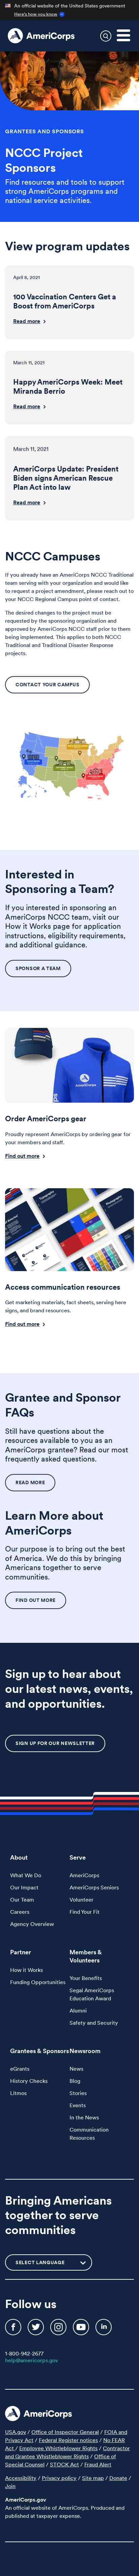 An official website of the United States government
Here's how you know
AmeriCorps
GRANTEES AND SPONSORS
NCCC Project
Sponsors
Find resources and tools to support
strong AmeriCorps programs and
national service activities.
View program updates
April 6, 2021
100 Vaccination Centers Get a
Boost from AmeriCorps
Read more
March 11, 2021
Happy AmeriCorps Week: Meet
Miranda Berrio
Read more
March 11, 2021
AmeriCorps Update: President
Biden signs American Rescue
Plan Act into law
Read more
NCCC Campuses
If you already have an AmeriCorps NCCC Traditional
team serving with you and would like to
request a project amendment, please reach out to
NCCC Regional Campus point of contact.
The desired changes to the project must be
requested by the sponsoring organization and
approved by AmeriCorps NCCC staff prior to them
being implemented. This applies to both NCCC
Traditional and Traditional Disaster Response
projects.
CONTACT YOUR CAMPUS
Interested in
Sponsoring a Team?
If you're interested in sponsoring an
AmeriCorps NCCC team, visit our
How it Works page for application
instructions, eligibility requirements,
and additional guidance.
SPONSOR A TEAM
Order AmeriCorps gear
Proudly represent AmeriCorps by ordering gear for
your members and staff.
Find out more
Access communication resources
Get marketing materials, fact sheets, serving here
signs, and brand resources.
Find out more
Grantee and Sponsor
FAQs
Still have questions about the
resources available to you as an
AmeriCorps grantee? Read our most
frequently asked questions.
READ MORE
Learn More about
AmeriCorps
Our purpose is to bring out the best
of America. We do this by bringing
Americans together to serve
communities.
FIND OUT MORE
Sign up to hear about
our latest news, events,
and opportunities.
SIGN UP FOR OUR NEWSLETTER
About
What We Do
Our Impact
Our Team
Careers
Agency Overview
Serve
AmeriCorps
AmeriCorps Seniors
Volunteer
Find Your Fit
Partner
How it Works
Funding Opportunities
Members &
Volunteers
Your Benefits
Segal AmeriCorps
Education Award
Alumni
Safety and Security
Grantees & Sponsors
eGrants
History Checks
Litmos
Newsroom
News
Blog
Stories
Events
In the News
Communication
Resources
Bringing Americans
together to serve
communities
SELECT LANGUAGE
Follow us
1-800-942-2677
help@americorps.gov
AmeriCorps
USA.gov / Office of Inspector General / FOIA and
Privacy Act / Federal Register notices / No FEAR
Act / Employee Whistleblower Rights / Contractor
and Grantee Whistleblower Rights / Office of
Special Counsel / STOCK Act / Fraud Alert
Accessibility / Privacy policy / Site map / Donate /
Join
AmeriCorps.gov
An official website of AmeriCorps. Produced and
published at taxpayer expense.